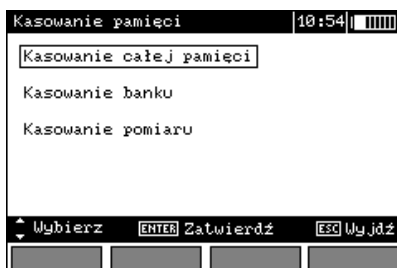 Kasowanie pamięci 10:54
Kasowanie całej pamięci
Kasowanie banku
Kasowanie pomiaru
Wybierz ENTER Zatwierdź ESC Wyjdź